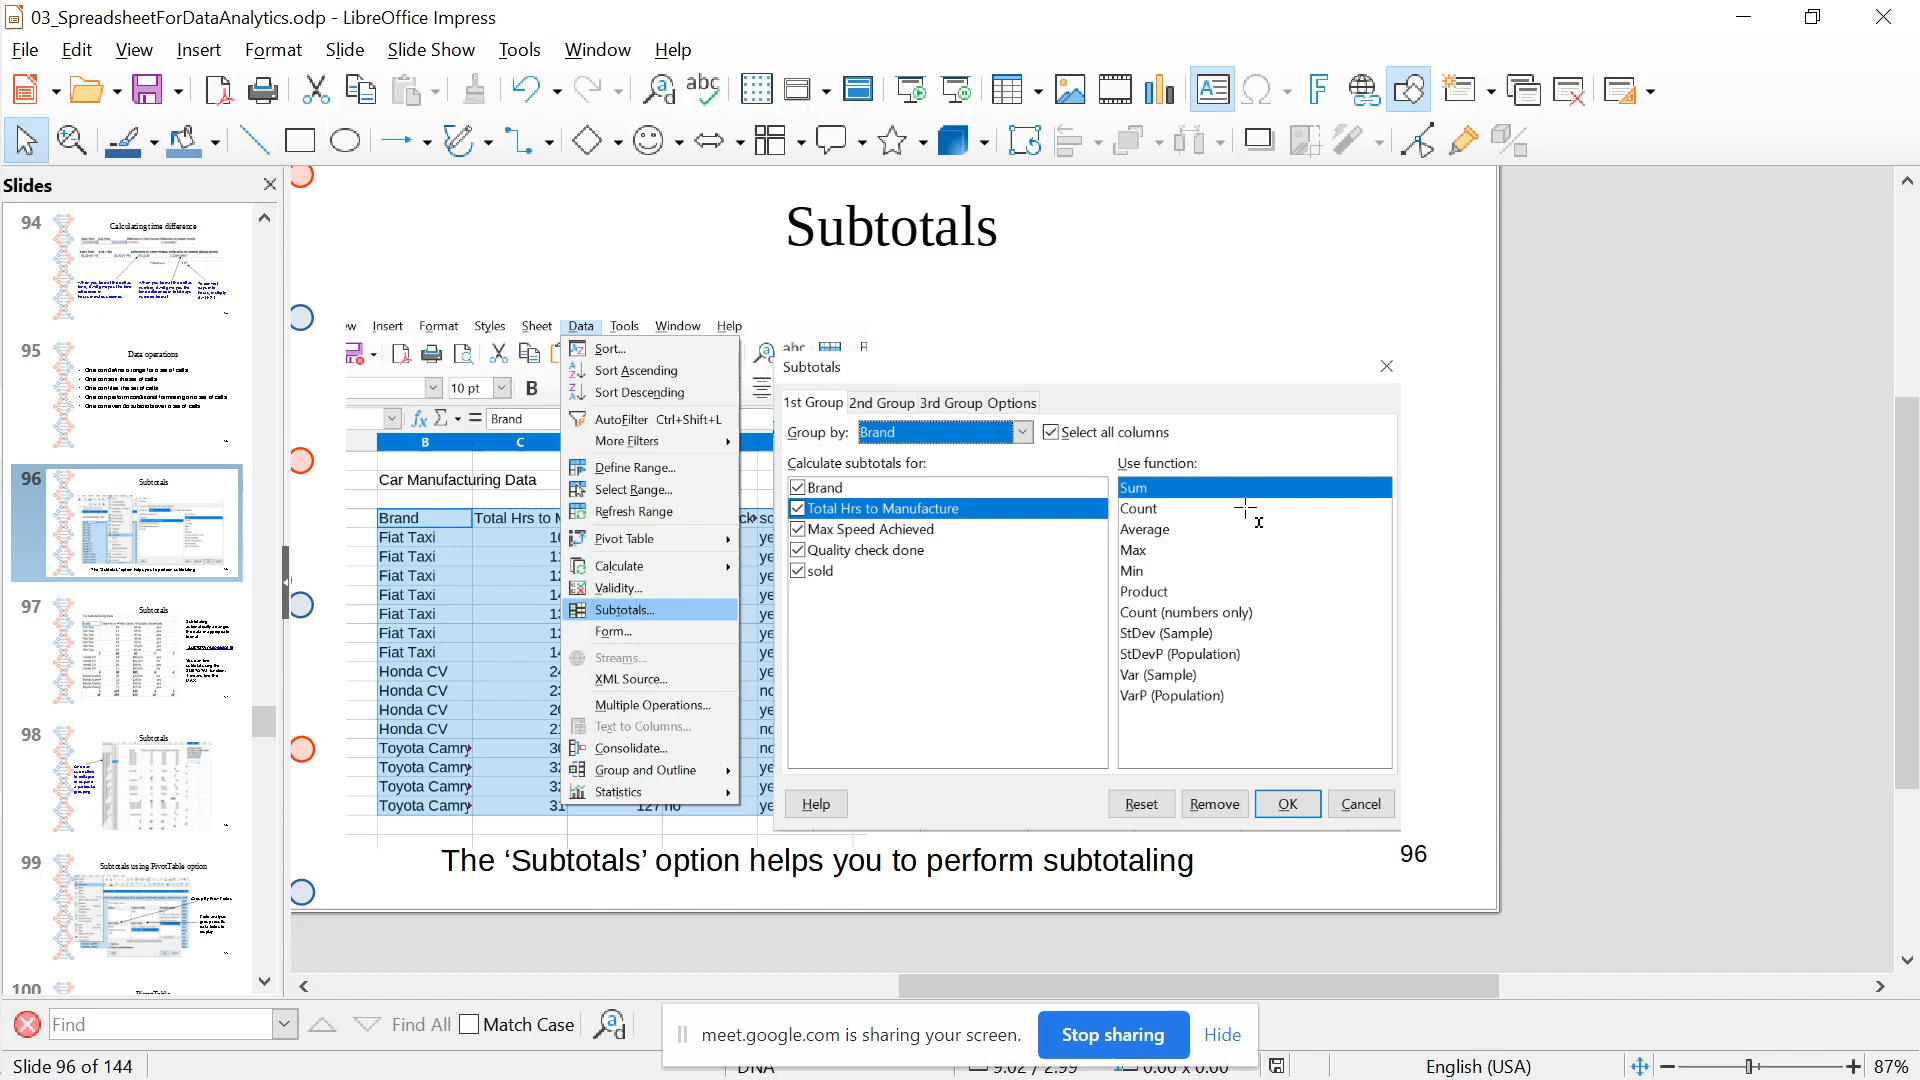 03_SpreadsheetForDataAnalytics.odp - LibreOffice Impress
File Edit View Insert Format Slide Slide Show Tools Window Help
Slides
94
Calculating time difference
95
Data operations
96
Subtotals
97
Subtotals
98
Subtotals
99
Subtotals using PivotTable option
100
Subtotals
Insert Format Styles Sheet Data Tools Window Help
10 pt
B
Brand
B C
Car Manufacturing Data
Brand Total Hrs to
Fiat Taxi
Fiat Taxi
Fiat Taxi
Fiat Taxi
Fiat Taxi
Fiat Taxi
Fiat Taxi
Honda CV
Honda CV
Honda CV
Honda CV
Toyota Camry
Toyota Camry
Toyota Camry
Toyota Camry
Sort...
Sort Ascending
Sort Descending
AutoFilter Ctrl+Shift+L
More Filters
Define Range...
Select Range...
Refresh Range
Pivot Table
Calculate
Validity...
Subtotals...
Form...
Streams...
XML Source...
Multiple Operations...
Text to Columns...
Consolidate...
Group and Outline
Statistics
Subtotals
1st Group 2nd Group 3rd Group Options
Group by: Brand Select all columns
Calculate subtotals for:
Brand
Total Hrs to Manufacture
Max Speed Achieved
Quality check done
sold
Use function:
Sum
Count
Average
Max
Min
Product
Count (numbers only)
StDev (Sample)
StDevP (Population)
Var (Sample)
VarP (Population)
Help Reset Remove OK Cancel
The ‘Subtotals’ option helps you to perform subtotaling
96
Find Find All Match Case
meet.google.com is sharing your screen. Stop sharing Hide
Slide 96 of 144 English (USA) 87%